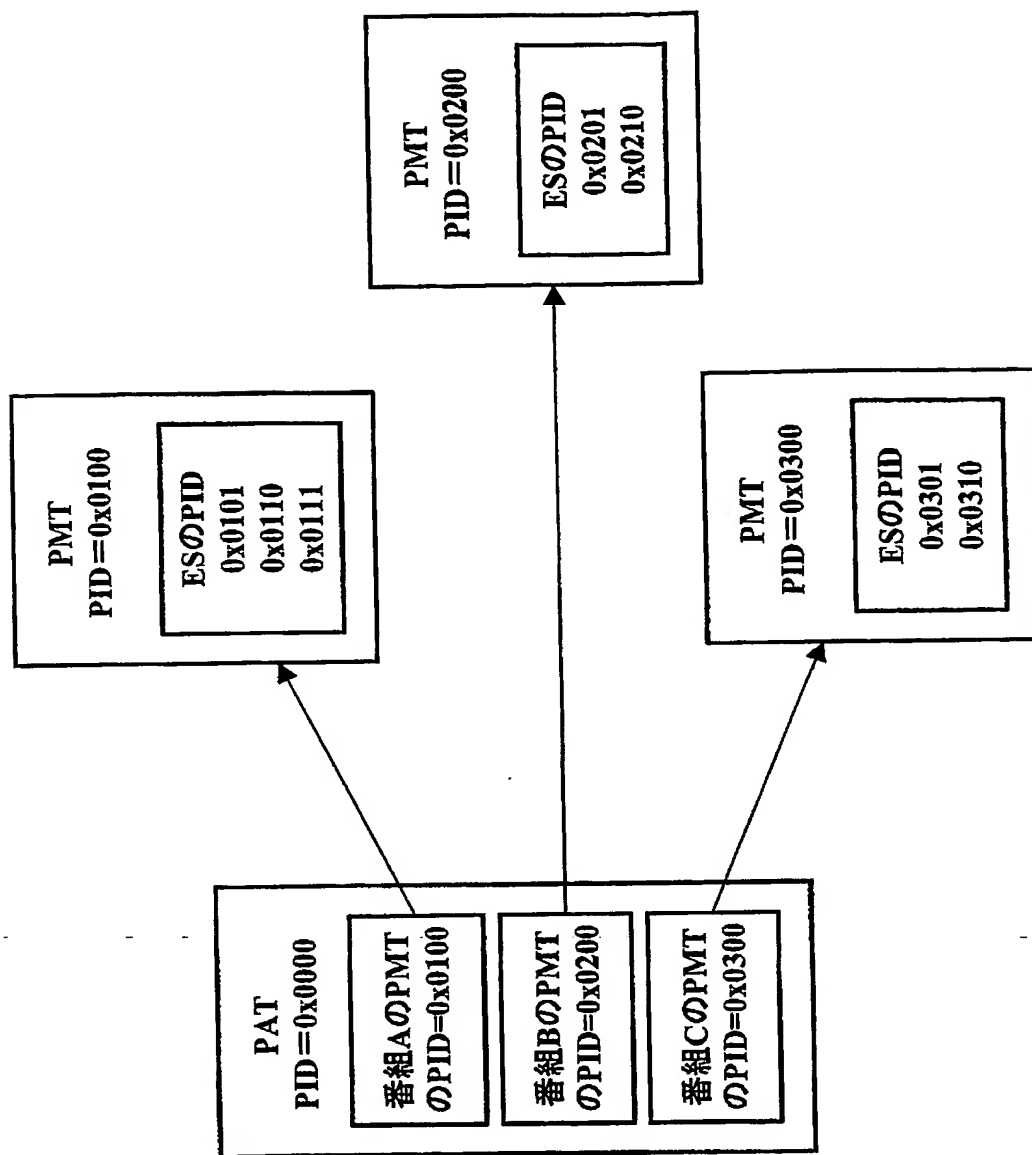 PAT
PID=0x0000
番組AのPMT
のPID=0x0100
番組BのPMT
のPID=0x0200
番組CのPMT
のPID=0x0300
PMT
PID=0x0100
ESのPID
0x0101
0x0110
0x0111
PMT
PID=0x0200
ESのPID
0x0201
0x0210
PMT
PID=0x0300
ESのPID
0x0301
0x0310